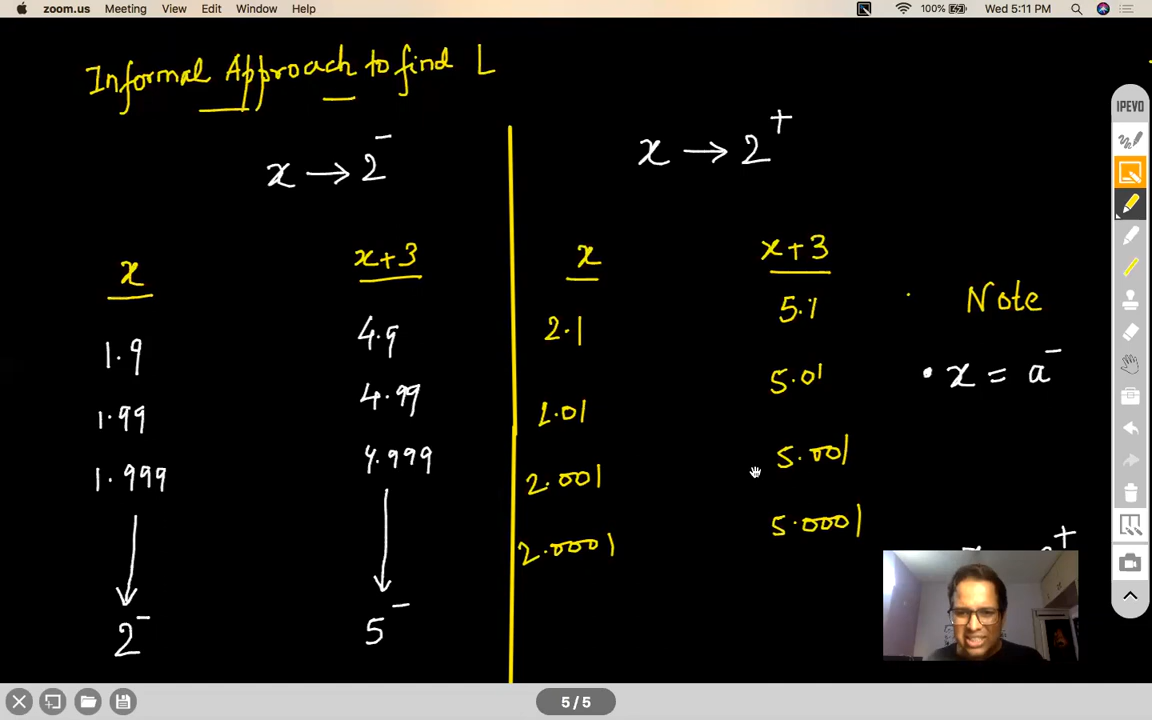 zoom.us Meeting View Edit Window Help 100% Wed 5:11 PM
Informal Approach to find L
x → 2⁻
x
x+3
1.9
4.9
1.99
4.99
1.999
4.999
2⁻
5⁻
x → 2⁺
x
x+3
2.1
5.1
2.01
5.01
2.001
5.001
2.0001
5.0001
Note
• x = a⁻
IPEVO
5 / 5